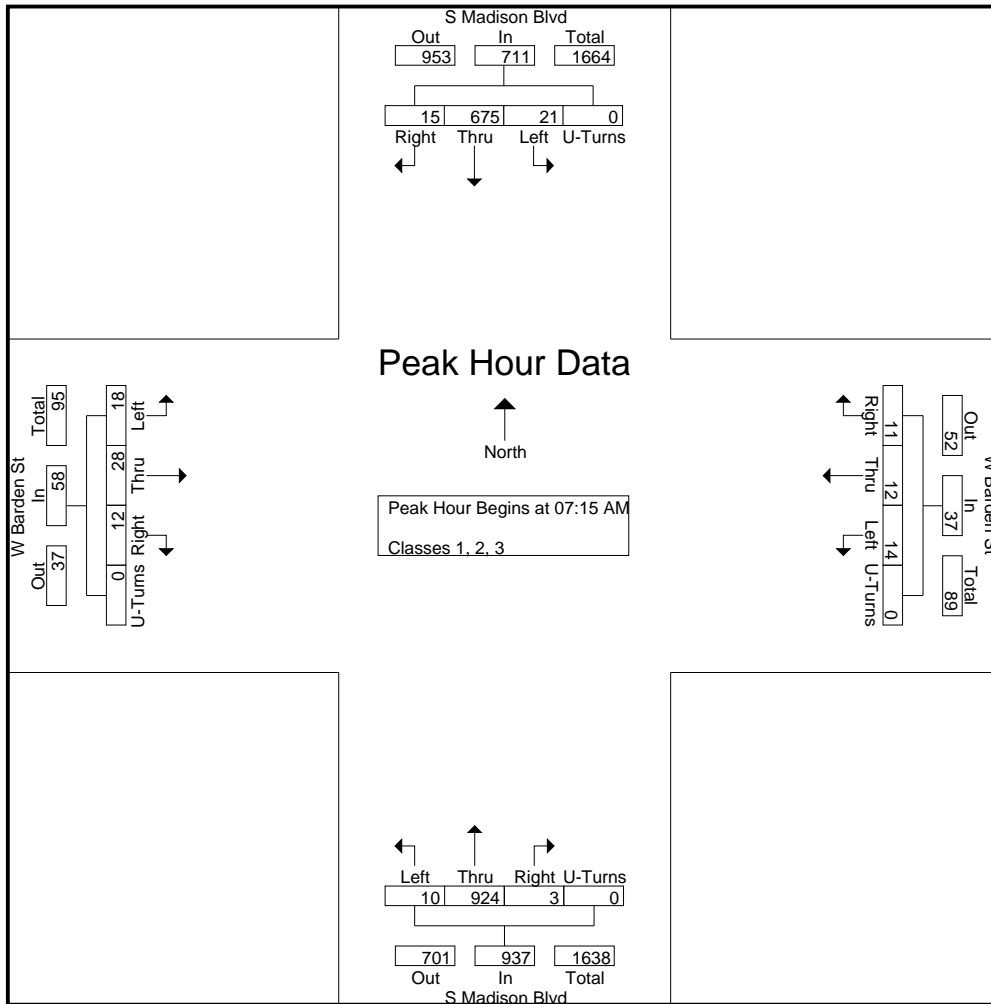 S Madison Blvd
Out In Total
953 711 1664
15 675 21 0
Right Thru Left U-Turns
Peak Hour Data
North
Peak Hour Begins at 07:15 AM
Classes 1, 2, 3
W Barden St
Total In Out
95 58 37
18 28 12 0
Left Thru Right U-Turns
W Barden St
Out In Total
52 37 89
11 12 14 0
Right Thru Left U-Turns
Left Thru Right U-Turns
10 924 3 0
701 937 1638
Out In Total
S Madison Blvd